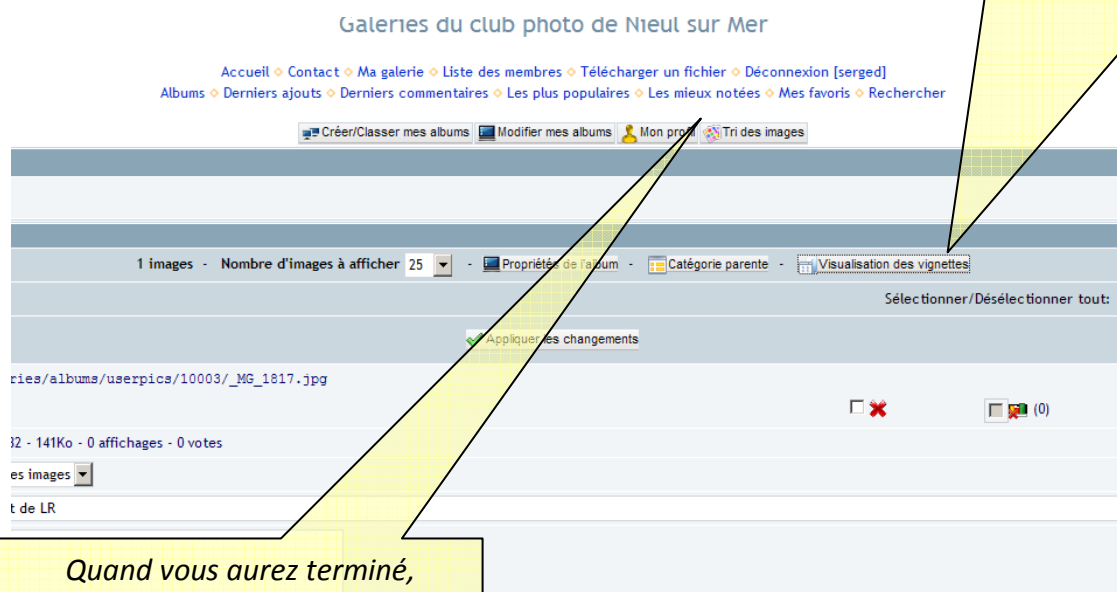 Galeries du club photo de Nieul sur Mer
Accueil ◇ Contact ◇ Ma galerie ◇ Liste des membres ◇ Télécharger un fichier ◇ Déconnexion [serged]
Albums ◇ Derniers ajouts ◇ Derniers commentaires ◇ Les plus populaires ◇ Les mieux notées ◇ Mes favoris ◇ Rechercher
Créer/Classer mes albums Modifier mes albums Mon profil Tri des images
1 images - Nombre d'images à afficher 25 - Propriétés de l'album - Catégorie parente - Visualisation des vignettes
Sélectionner/Désélectionner tout:
Appliquer les changements
ries/albums/userpics/10003/_MG_1817.jpg
(0)
32 - 141Ko - 0 affichages - 0 votes
es images
t de LR
Quand vous aurez terminé,